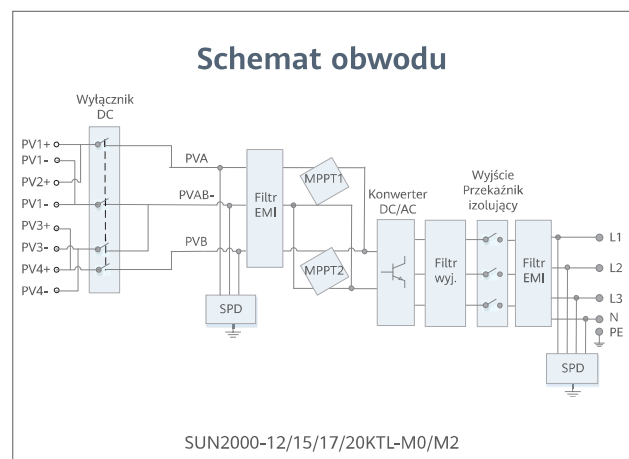 Schemat obwodu
Wyłącznik
DC
PV1+
PV1-
PV2+
PV1-
PV3+
PV3-
PV4+
PV4-
PVA
PVAB-
PVB
SPD
Filtr
EMI
MPPT1
MPPT2
Konwerter
DC/AC
Filtr
wyj.
Wyjście
Przekaźnik
izolujący
Filtr
EMI
L1
L2
L3
N
PE
SPD
SUN2000-12/15/17/20KTL-M0/M2